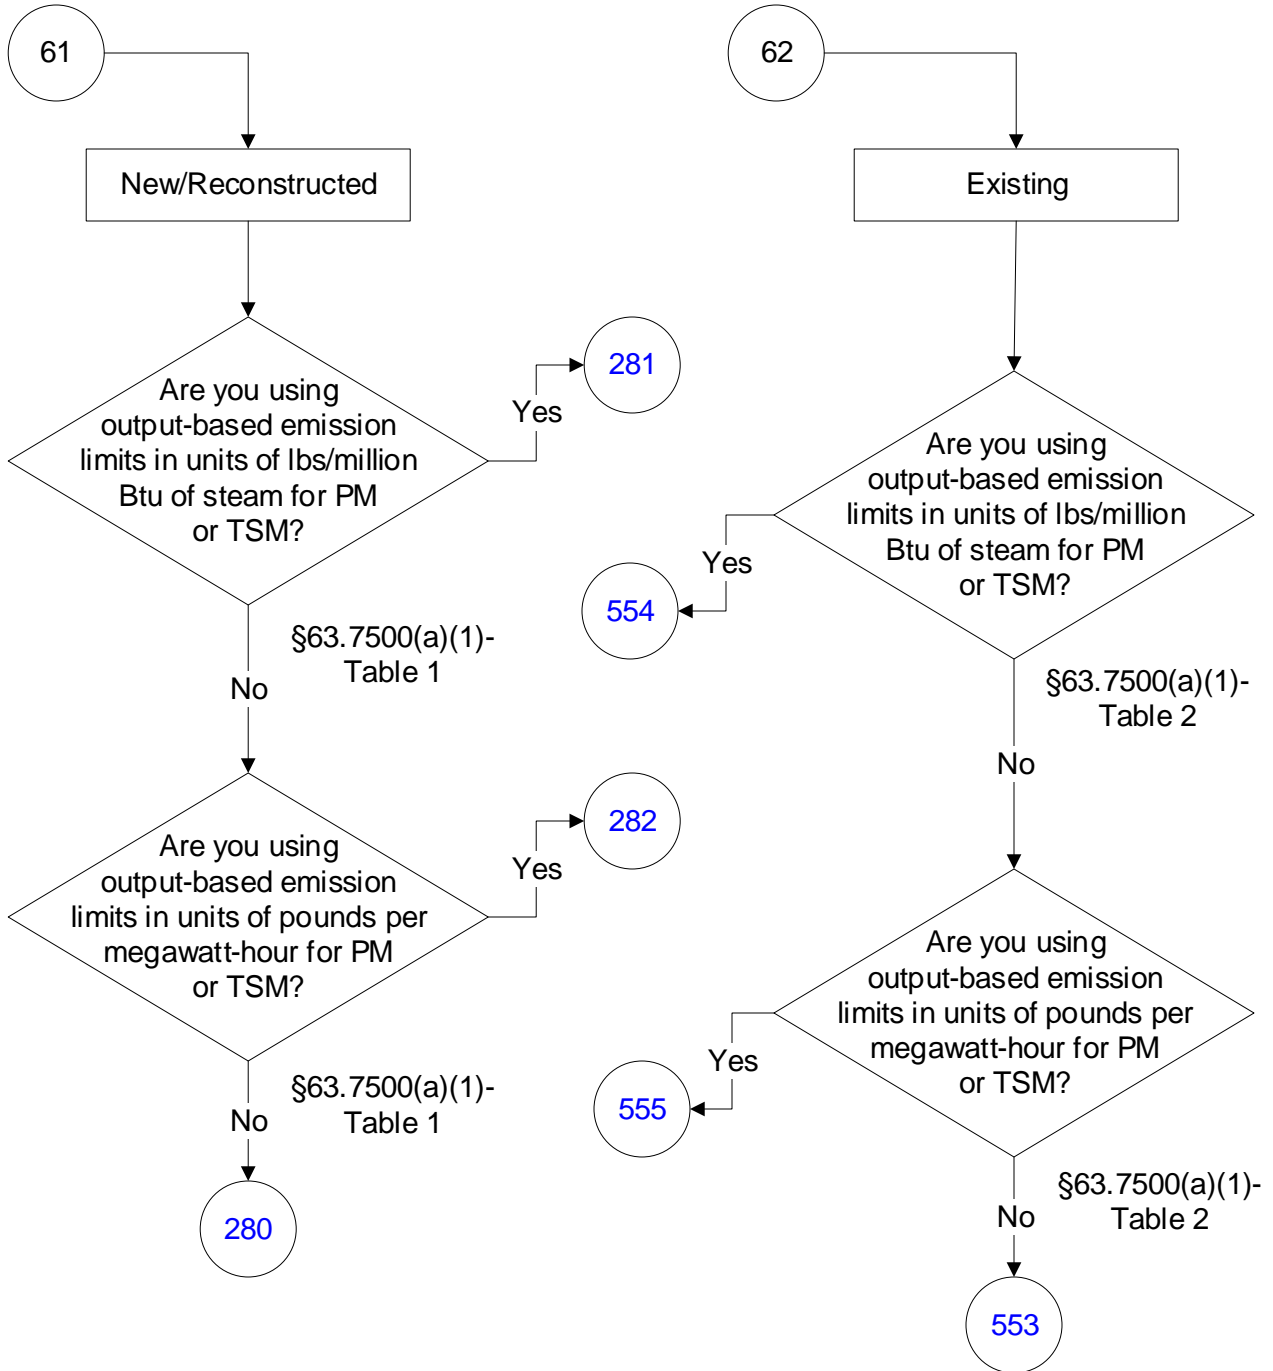 61
New/Reconstructed
Are you using
output-based emission
limits in units of lbs/million
Btu of steam for PM
or TSM?
Yes
281
§63.7500(a)(1)-
Table 1
No
Are you using
output-based emission
limits in units of pounds per
megawatt-hour for PM
or TSM?
Yes
282
§63.7500(a)(1)-
Table 1
No
280
62
Existing
Are you using
output-based emission
limits in units of lbs/million
Btu of steam for PM
or TSM?
Yes
554
§63.7500(a)(1)-
Table 2
No
Are you using
output-based emission
limits in units of pounds per
megawatt-hour for PM
or TSM?
Yes
555
§63.7500(a)(1)-
Table 2
No
553